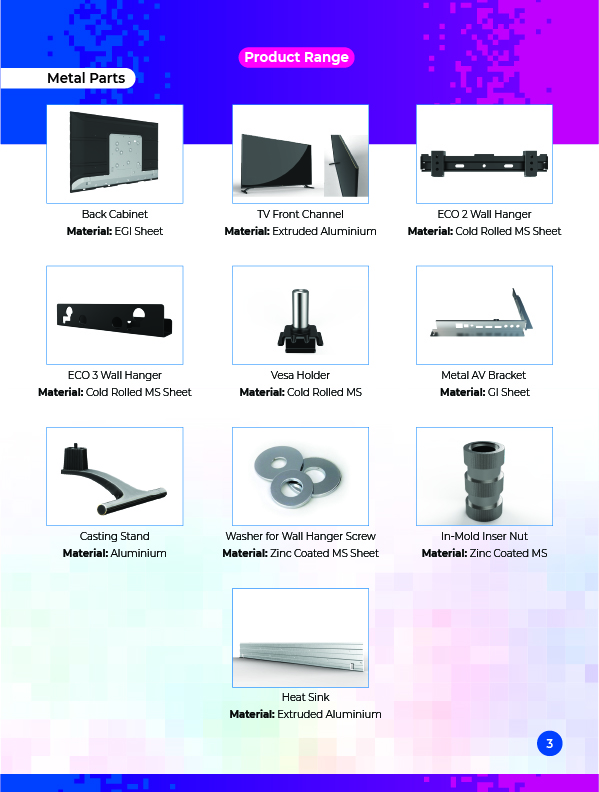 Product Range
Metal Parts
Back Cabinet
Material: EGI Sheet
TV Front Channel
Material: Extruded Aluminium
ECO 2 Wall Hanger
Material: Cold Rolled MS Sheet
ECO 3 Wall Hanger
Material: Cold Rolled MS Sheet
Vesa Holder
Material: Cold Rolled MS
Metal AV Bracket
Material: GI Sheet
Casting Stand
Material: Aluminium
Washer for Wall Hanger Screw
Material: Zinc Coated MS Sheet
In-Mold Inser Nut
Material: Zinc Coated MS
Heat Sink
Material: Extruded Aluminium
3